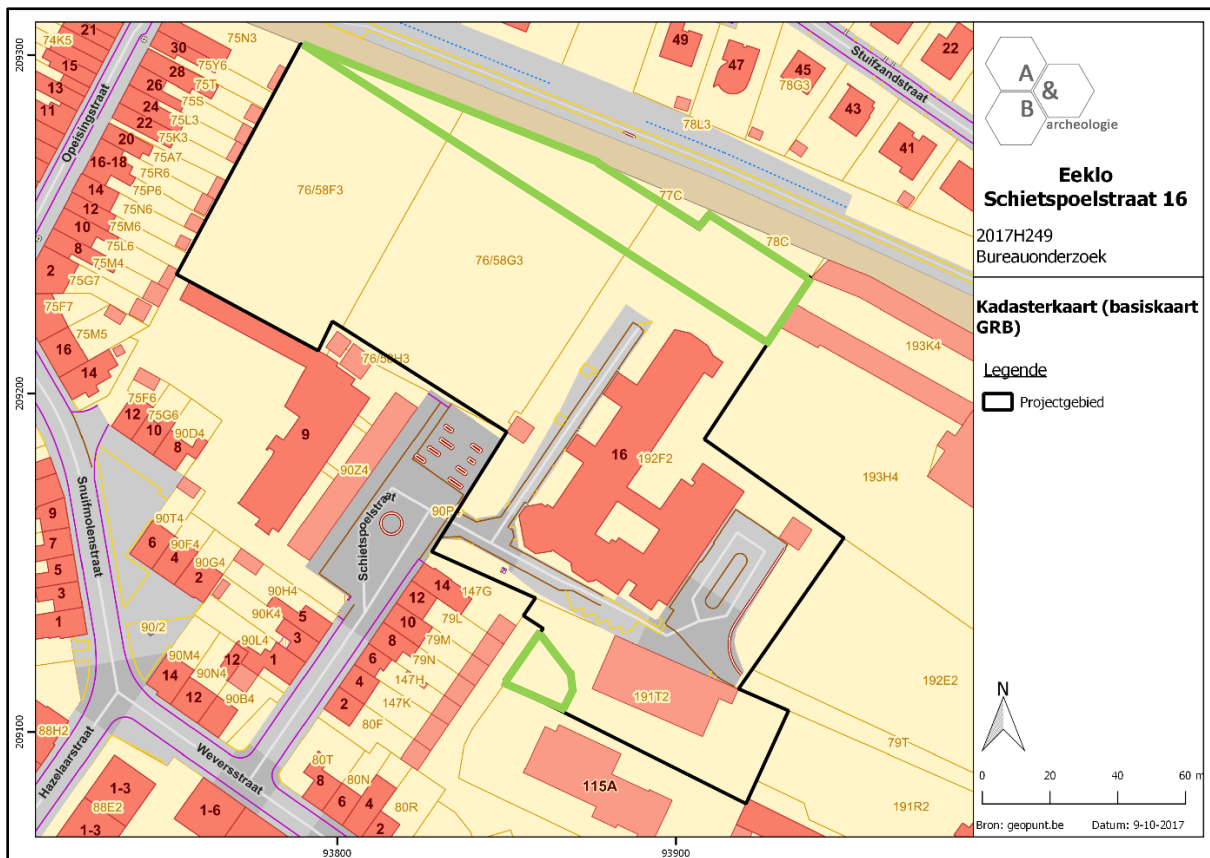 209300
209200
209100
93800
93900
74K5
21
15
13
11
Opeisingstraat
30
28
26
24
22
20
16-18
14
12
10
8
2
75N3
75Y6
75T
75S
75L3
75K3
75A7
75R6
75P6
75N6
75M6
75L6
75M4
75G7
75F7
75M5
16
14
76/58F3
76/58G3
77C
78C
78L3
78G3
49
47
45
43
41
22
Stuifzandstraat
193K4
193H4
192E2
79T
191R2
75F6
75G6
90D4
12
10
8
9
90Z4
16
192F2
Schietspoelstraat
Snuifmolenstraat
9
7
5
3
1
90T4
90F4
90G4
6
4
2
90H4
90K4
90L4
5
3
1
12
90/2
90M4
90N4
90B4
14
12
14
12
10
8
6
4
2
147G
79L
79M
79N
147H
147K
80F
191T2
115A
88H2
Hazelaarstraat
Weversstraat
88E2
1-3
1-3
1-6
80T
80N
80R
8
6
4
2
A
&
B
archeologie
Eeklo
Schietspoelstraat 16
2017H249
Bureauonderzoek
Kadasterkaart (basiskaart
GRB)
Legende
Projectgebied
N
0 20 40 60 m
Bron: geopunt.be Datum: 9-10-2017